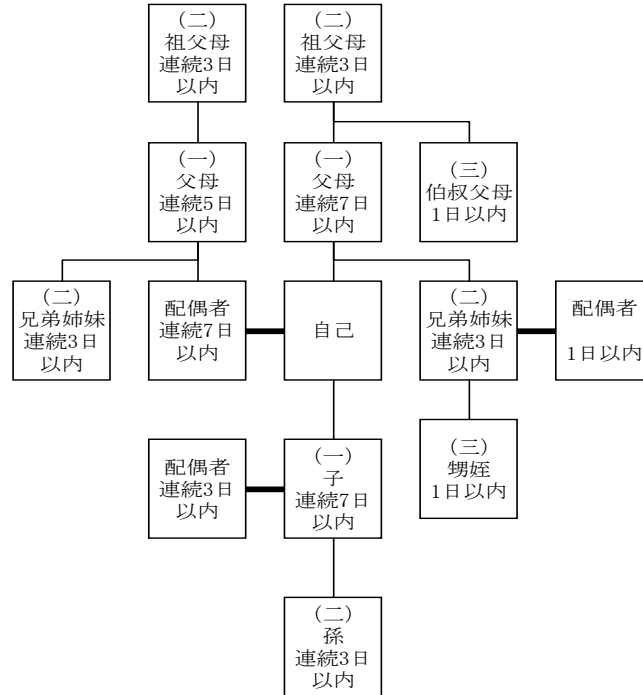 (二)
祖父母
連続3日
以内
(二)
祖父母
連続3日
以内
(一)
父母
連続5日
以内
(一)
父母
連続7日
以内
(三)
伯叔父母
1日以内
(二)
兄弟姉妹
連続3日
以内
配偶者
連続7日
以内
自己
(二)
兄弟姉妹
連続3日
以内
配偶者
1日以内
配偶者
連続3日
以内
(一)
子
連続7日
以内
(三)
甥姪
1日以内
(二)
孫
連続3日
以内